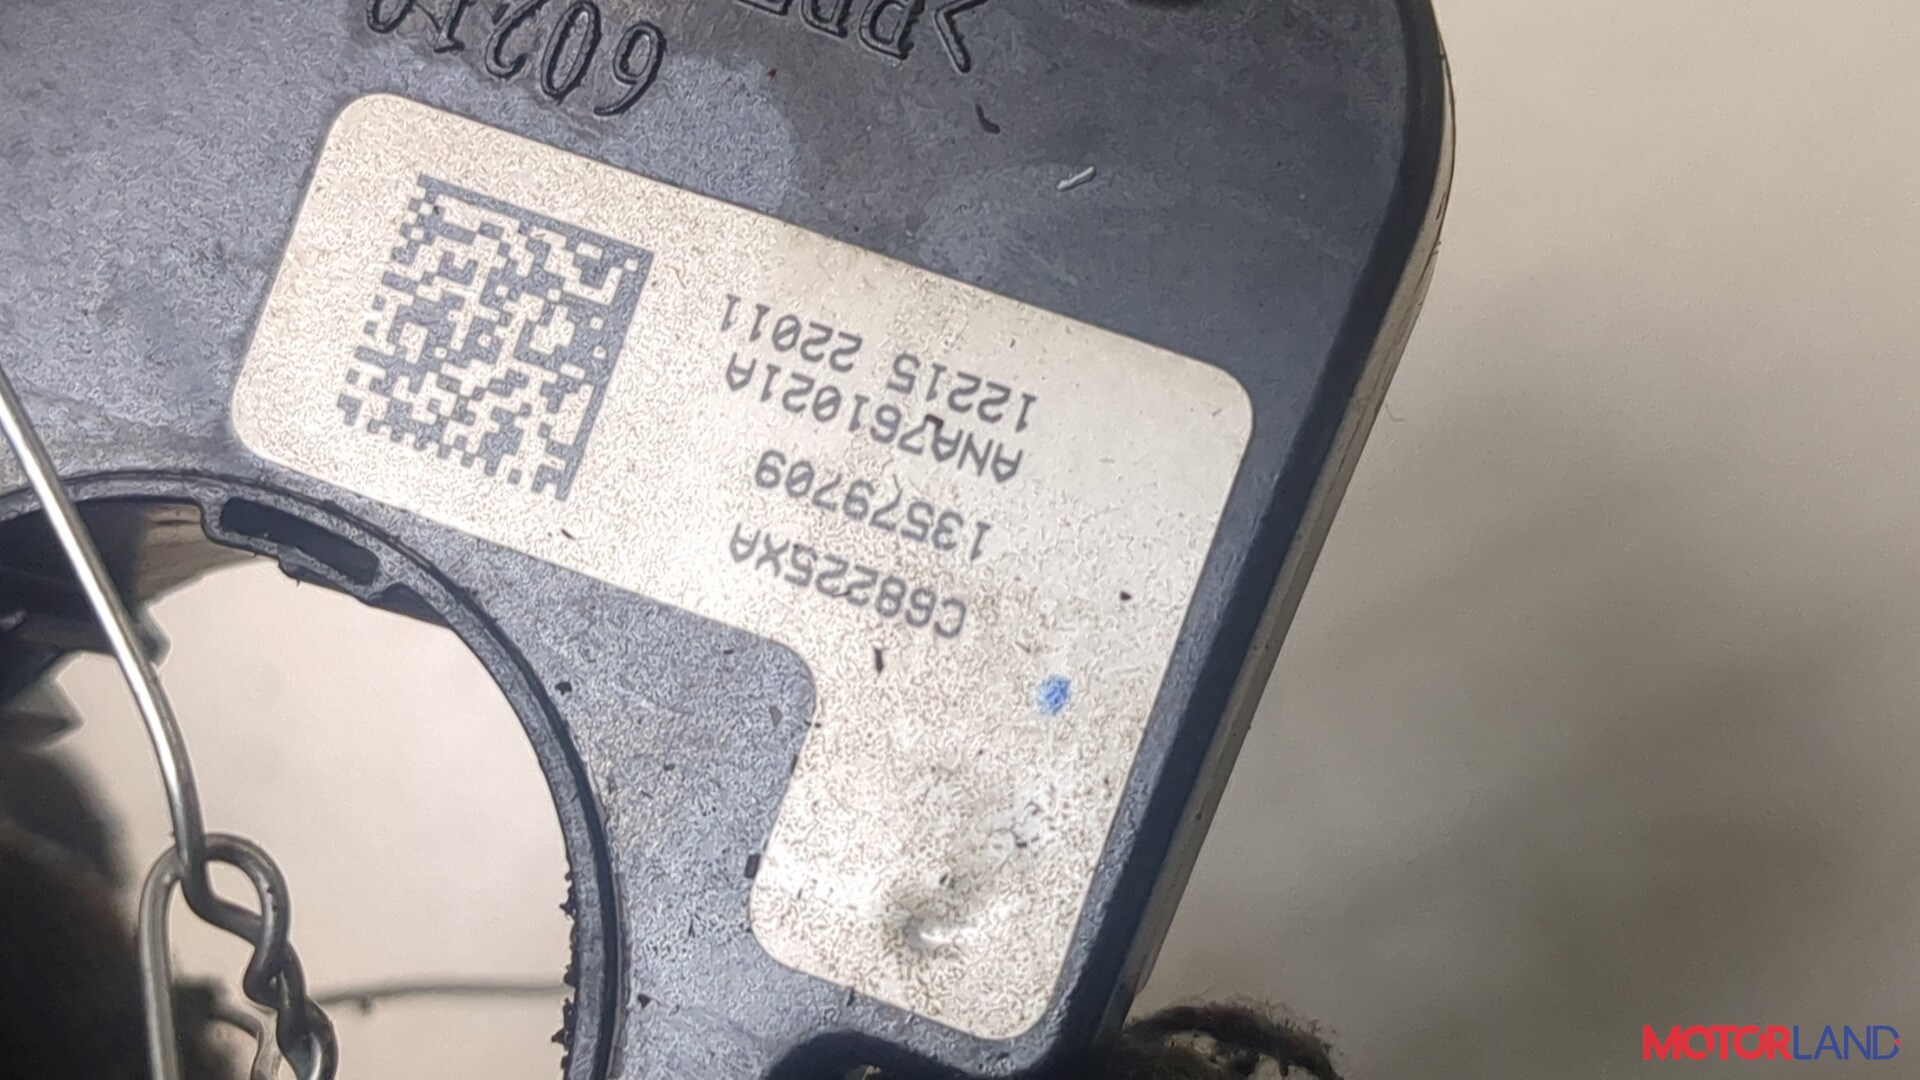 C68225XA
13579709
ANA761021A
12215 22011
MOTORLAND